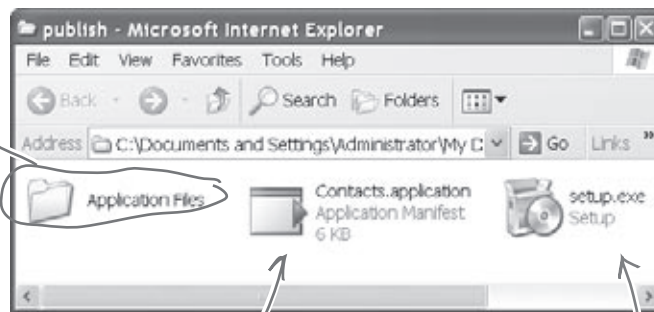 publish - Microsoft Internet Explorer
File Edit View Favorites Tools Help
Back Search Folders
Address C:\Documents and Settings\Administrator\My D Go Links »
Application Files
Contacts.application
Application Manifest
6 KB
setup.exe
Setup